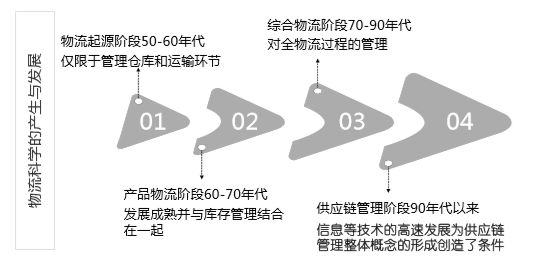 物流科学的产生与发展
物流起源阶段50-60年代
仅限于管理仓库和运输环节
01
产品物流阶段60-70年代
发展成熟并与库存管理结合
在一起
02
综合物流阶段70-90年代
对全物流过程的管理
03
供应链管理阶段90年代以来
信息等技术的高速发展为供应链
管理整体概念的形成创造了条件
04